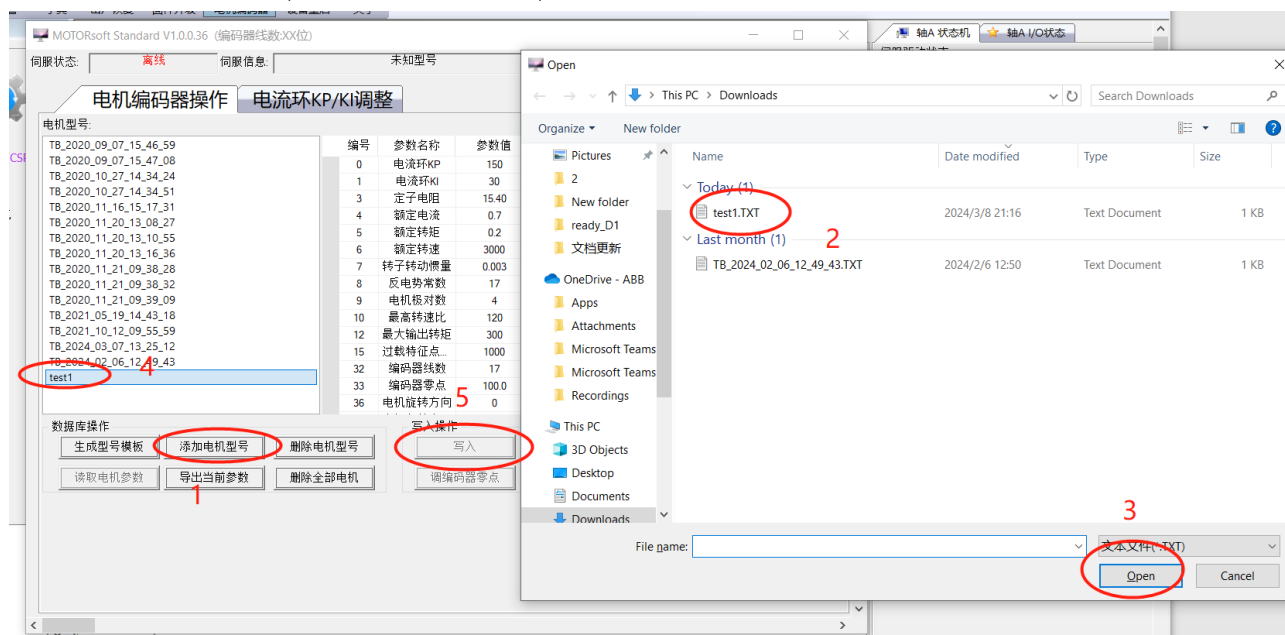 MOTORsoft Standard V1.0.0.36 (编码器线数:XX(位)
轴A 状态机
轴A I/O状态
伺服状态:
离线
伺服信息:
未知型号
电机编码器操作
电流环KP/KI调整
电机型号:
TB_2020_09_07_15_46_59
TB_2020_09_07_15_47_08
TB_2020_10_27_14_34_24
TB_2020_10_27_14_34_51
TB_2020_11_16_15_17_31
TB_2020_11_20_13_08_27
TB_2020_11_20_13_10_55
TB_2020_11_20_13_16_36
TB_2020_11_21_09_38_28
TB_2020_11_21_09_38_32
TB_2020_11_21_09_39_09
TB_2021_05_19_14_43_18
TB_2021_10_12_09_55_59
TB_2024_03_07_13_25_12
TB_2024_02_06_12_49_43
test1
4
编号 参数名称 参数值
0 电流环KP 150
1 电流环KI 30
3 定子电阻 15.40
4 额定电流 0.7
5 额定转矩 0.2
6 额定转速 3000
7 转子转动惯量 0.003
8 反电势常数 17
9 电机极对数 4
10 最高转速比 120
12 最大输出转矩 300
15 过载特征点... 1000
32 编码器线数 17
33 编码器零点 100.0
36 电机旋转方向 0
5
数据库操作
生成型号模板 添加电机型号 删除电机型号
读取电机参数 导出当前参数 删除全部电机
1
写入操作
写入
调编码器零点
Open
This PC > Downloads
Search Downloads
Organize
New folder
Pictures
2
New folder
ready_D1
文档更新
OneDrive - ABB
Apps
Attachments
Microsoft Teams
Microsoft Teams
Recordings
This PC
3D Objects
Desktop
Documents
Downloads
Name Date modified Type Size
Today (1)
test1.TXT 2024/3/8 21:16 Text Document 1 KB
Last month (1)
2
TB_2024_02_06_12_49_43.TXT 2024/2/6 12:50 Text Document 1 KB
3
File name:
文本文件(*.TXT)
Open Cancel